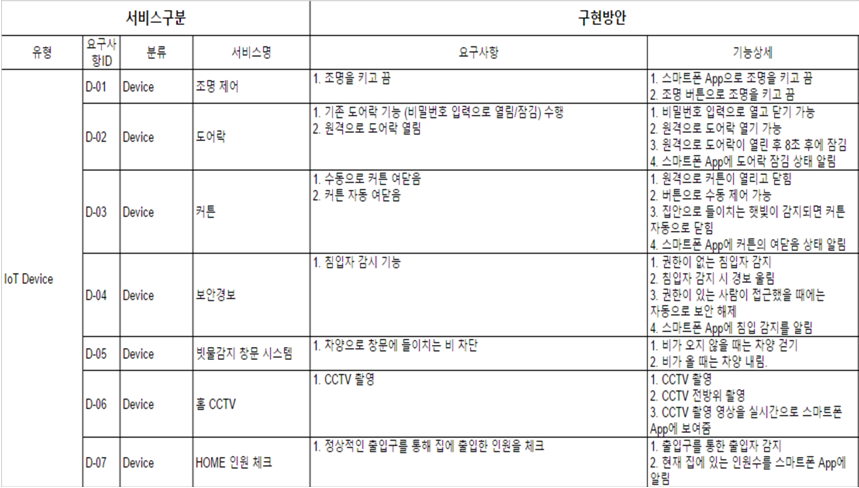 서비스구분
구현방안
유형
요구사
항ID
분류
서비스명
요구사항
기능상세
IoT Device
D-01
Device
조명 제어
1. 조명을 키고 끔
1. 스마트폰 App으로 조명을 키고 끔
2. 조명 버튼으로 조명을 키고 끔
D-02
Device
도어락
1. 기존 도어락 기능 (비밀번호 입력으로 열림/잠김) 수행
2. 원격으로 도어락 열림
1. 비밀번호 입력으로 열고 닫기 가능
2. 원격으로 도어락 열기 가능
3. 원격으로 도어락이 열린 후 8초 후에 잠김
4. 스마트폰 App에 도어락 잠김 상태 알림
D-03
Device
커튼
1. 수동으로 커튼 여닫음
2. 커튼 자동 여닫음
1. 원격으로 커튼이 열리고 닫힘
2. 버튼으로 수동 제어 가능
3. 집안으로 들이치는 햇빛이 감지되면 커튼
자동으로 닫힘
4. 스마트폰 App에 커튼의 여닫음 상태 알림
D-04
Device
보안경보
1. 침입자 감시 기능
1. 권한이 없는 침입자 감지
2. 침입자 감지 시 경보 울림
3. 권한이 있는 사람이 접근했을 때에는
자동으로 보안 해제
4. 스마트폰 App에 침입 감지를 알림
D-05
Device
빗물감지 창문 시스템
1. 차양으로 창문에 들이치는 비 차단
1. 비가 오지 않을 때는 차양 걷기
2. 비가 올 때는 차양 내림.
D-06
Device
홈 CCTV
1. CCTV 촬영
1. CCTV 촬영
2. CCTV 전방위 촬영
3. CCTV 촬영 영상을 실시간으로 스마트폰
App에 보여줌
D-07
Device
HOME 인원 체크
1. 정상적인 출입구를 통해 집에 출입한 인원을 체크
1. 출입구를 통한 출입자 감지
2. 현재 집에 있는 인원수를 스마트폰 App에
알림